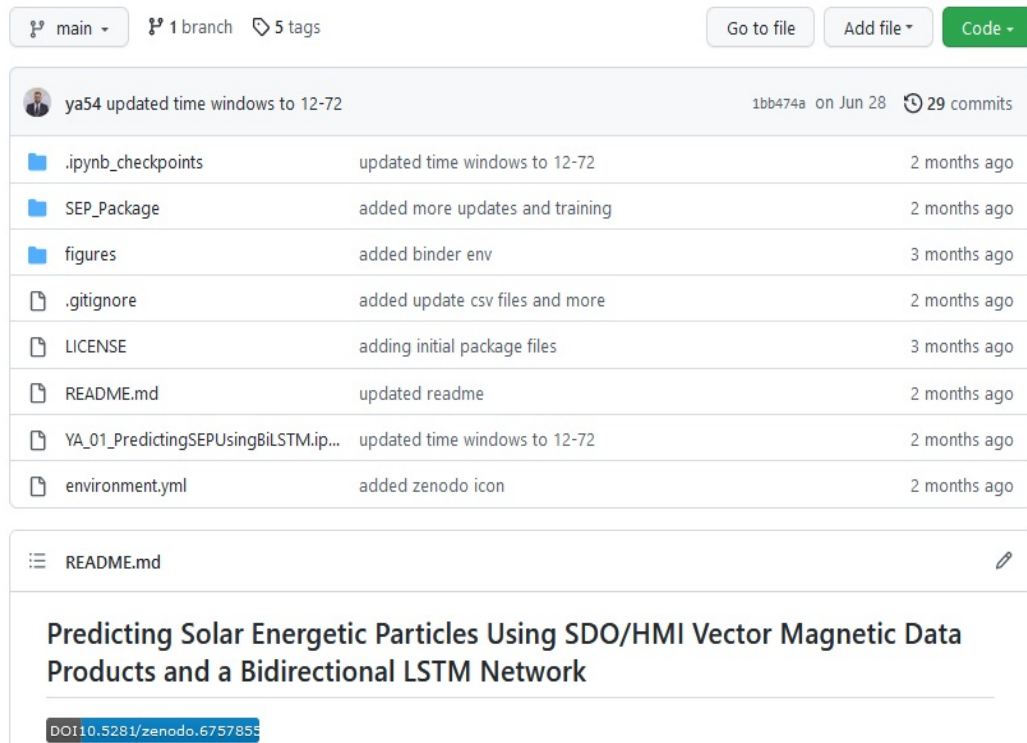 main 1 branch 5 tags Go to file Add file Code
ya54 updated time windows to 12-72 1bb474a on Jun 28 29 commits
.ipynb_checkpoints updated time windows to 12-72 2 months ago
SEP_Package added more updates and training 2 months ago
figures added binder env 3 months ago
.gitignore added update csv files and more 2 months ago
LICENSE adding initial package files 3 months ago
README.md updated readme 2 months ago
YA_01_PredictingSEPUsingBiLSTM.ip... updated time windows to 12-72 2 months ago
environment.yml added zenodo icon 2 months ago
README.md
Predicting Solar Energetic Particles Using SDO/HMI Vector Magnetic Data
Products and a Bidirectional LSTM Network
DOI10.5281/zenodo.6757855